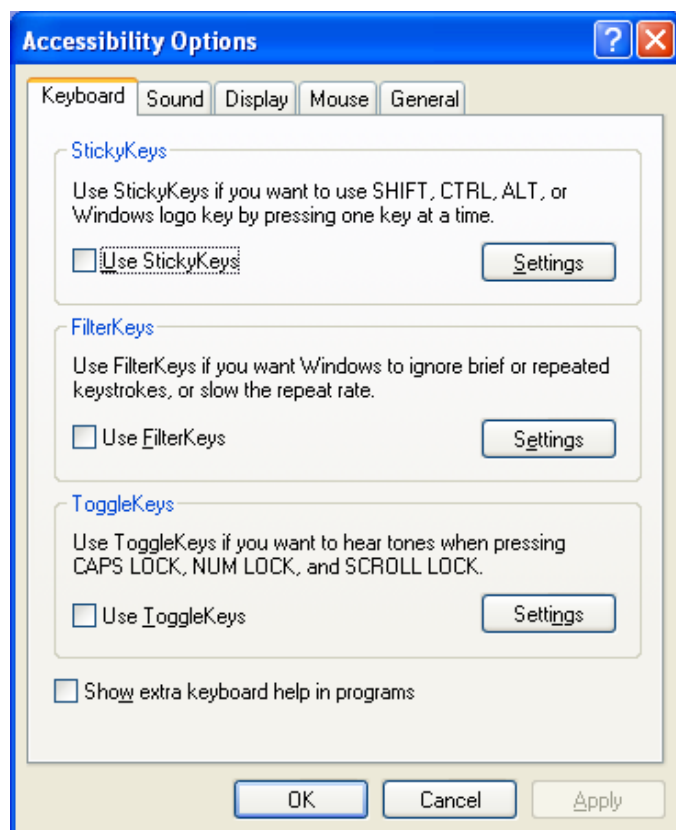 Accessibility Options
Keyboard Sound Display Mouse General
StickyKeys
Use StickyKeys if you want to use SHIFT, CTRL, ALT, or
Windows logo key by pressing one key at a time.
Use StickyKeys Settings
FilterKeys
Use FilterKeys if you want Windows to ignore brief or repeated
keystrokes, or slow the repeat rate.
Use FilterKeys Settings
ToggleKeys
Use ToggleKeys if you want to hear tones when pressing
CAPS LOCK, NUM LOCK, and SCROLL LOCK.
Use ToggleKeys Settings
Show extra keyboard help in programs
OK Cancel Apply